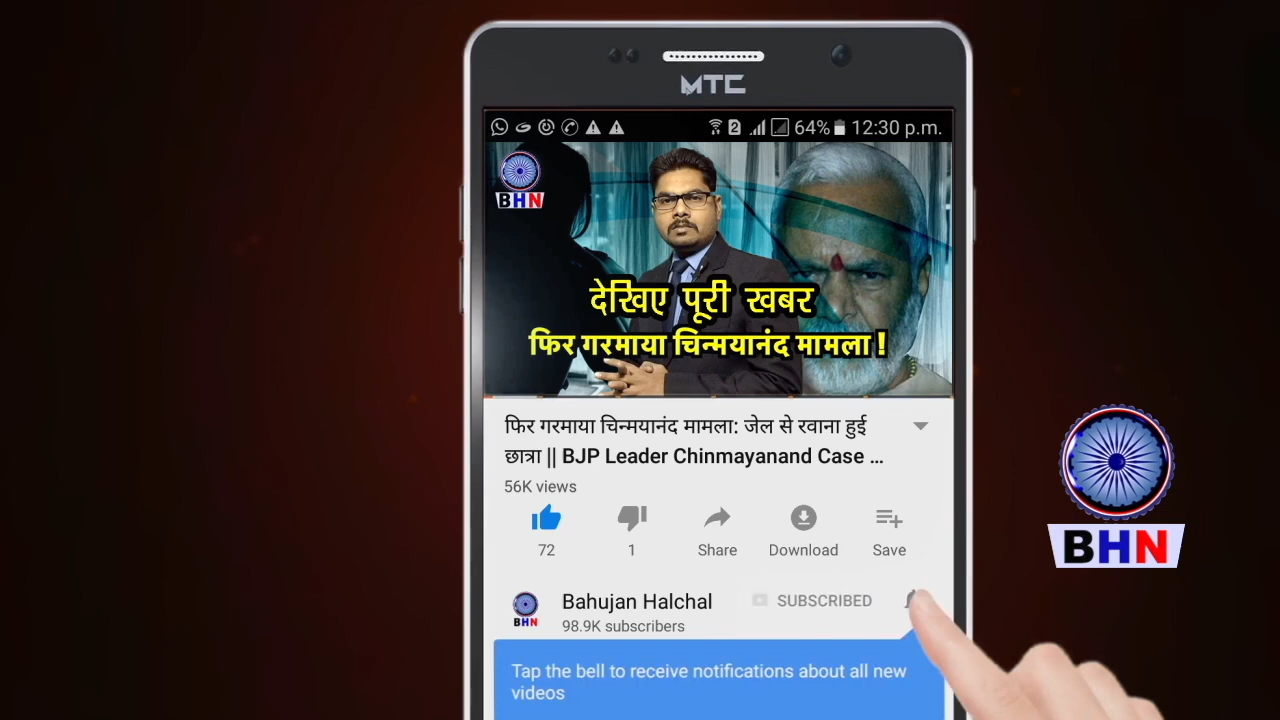 MTC
2 64% 12:30 p.m.
BHN
देखिए पूरी खबर
फिर गरमाया चिन्मयानंद मामला !
फिर गरमाया चिन्मयानंद मामला: जेल से रवाना हुई
छात्रा || BJP Leader Chinmayanand Case ...
56K views
72 1 Share Download Save
BHN
Bahujan Halchal SUBSCRIBED
98.9K subscribers
BHN
Tap the bell to receive notifications about all new
videos